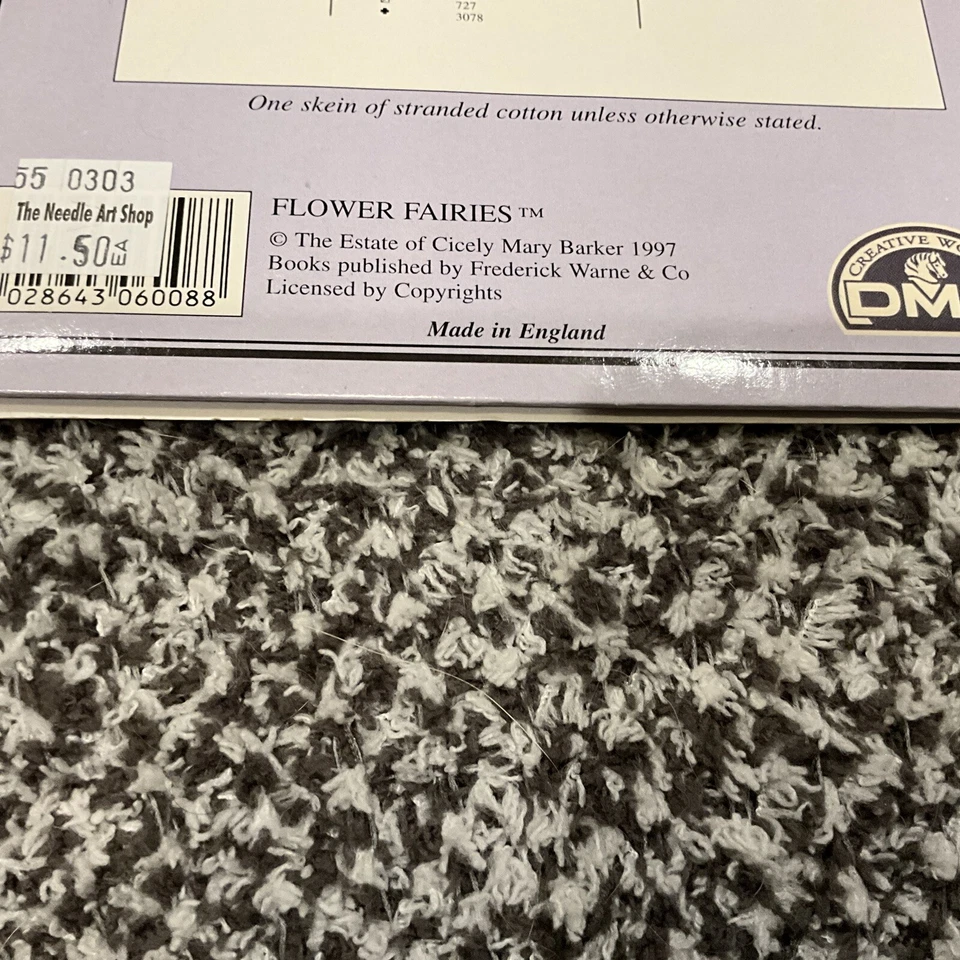 727
3078
One skein of stranded cotton unless otherwise stated.
55 0303
The Needle Art Shop
$11.50 EA
028643 060088
FLOWER FAIRIES™
© The Estate of Cicely Mary Barker 1997
Books published by Frederick Warne & Co
Licensed by Copyrights
Made in England
CREATIVE WO
DM